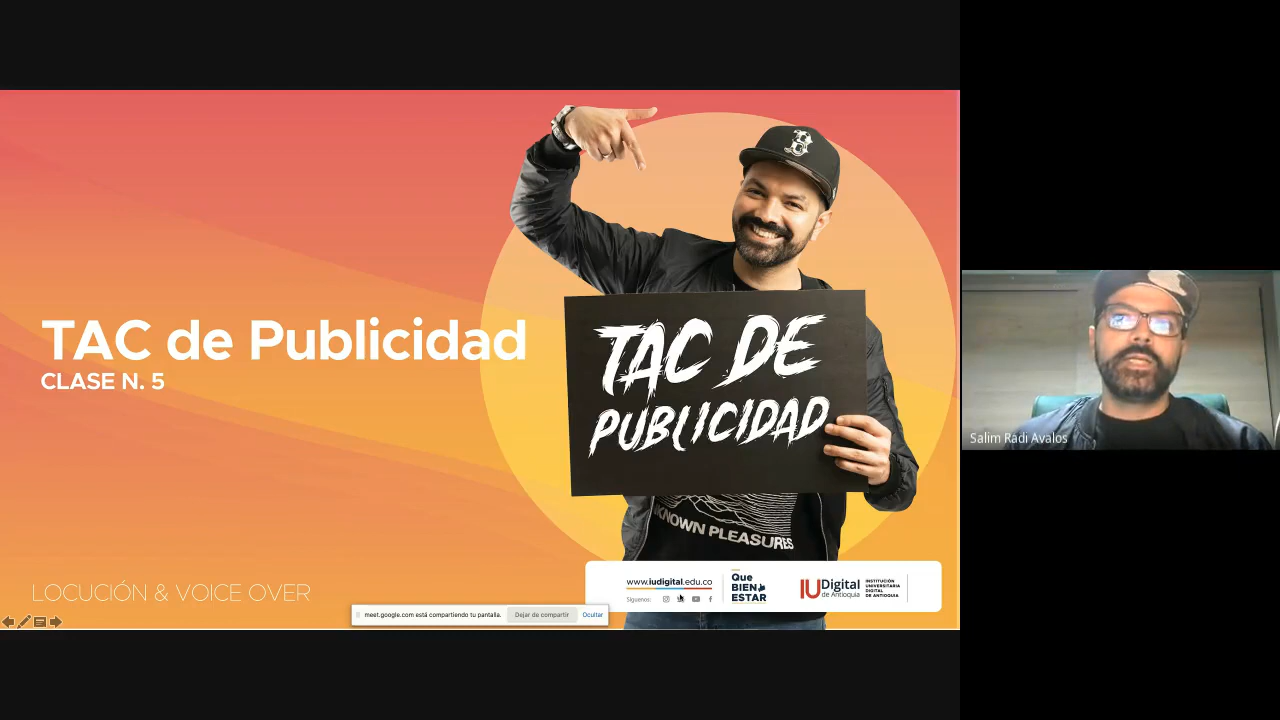 TAC de Publicidad
CLASE N. 5
TAC DE
PUBLICIDAD
KNOWN PLEASURES
LOCUCIÓN & VOICE OVER
www.iudigital.edu.co
Síguenos
Que
BIEN
ESTAR
IUDigital
de Antioquia
INSTITUCIÓN
UNIVERSITARIA
DIGITAL
DE ANTIOQUIA
meet.google.com está compartiendo tu pantalla.
Dejar de compartir
Ocultar
Salim Radi Avalos